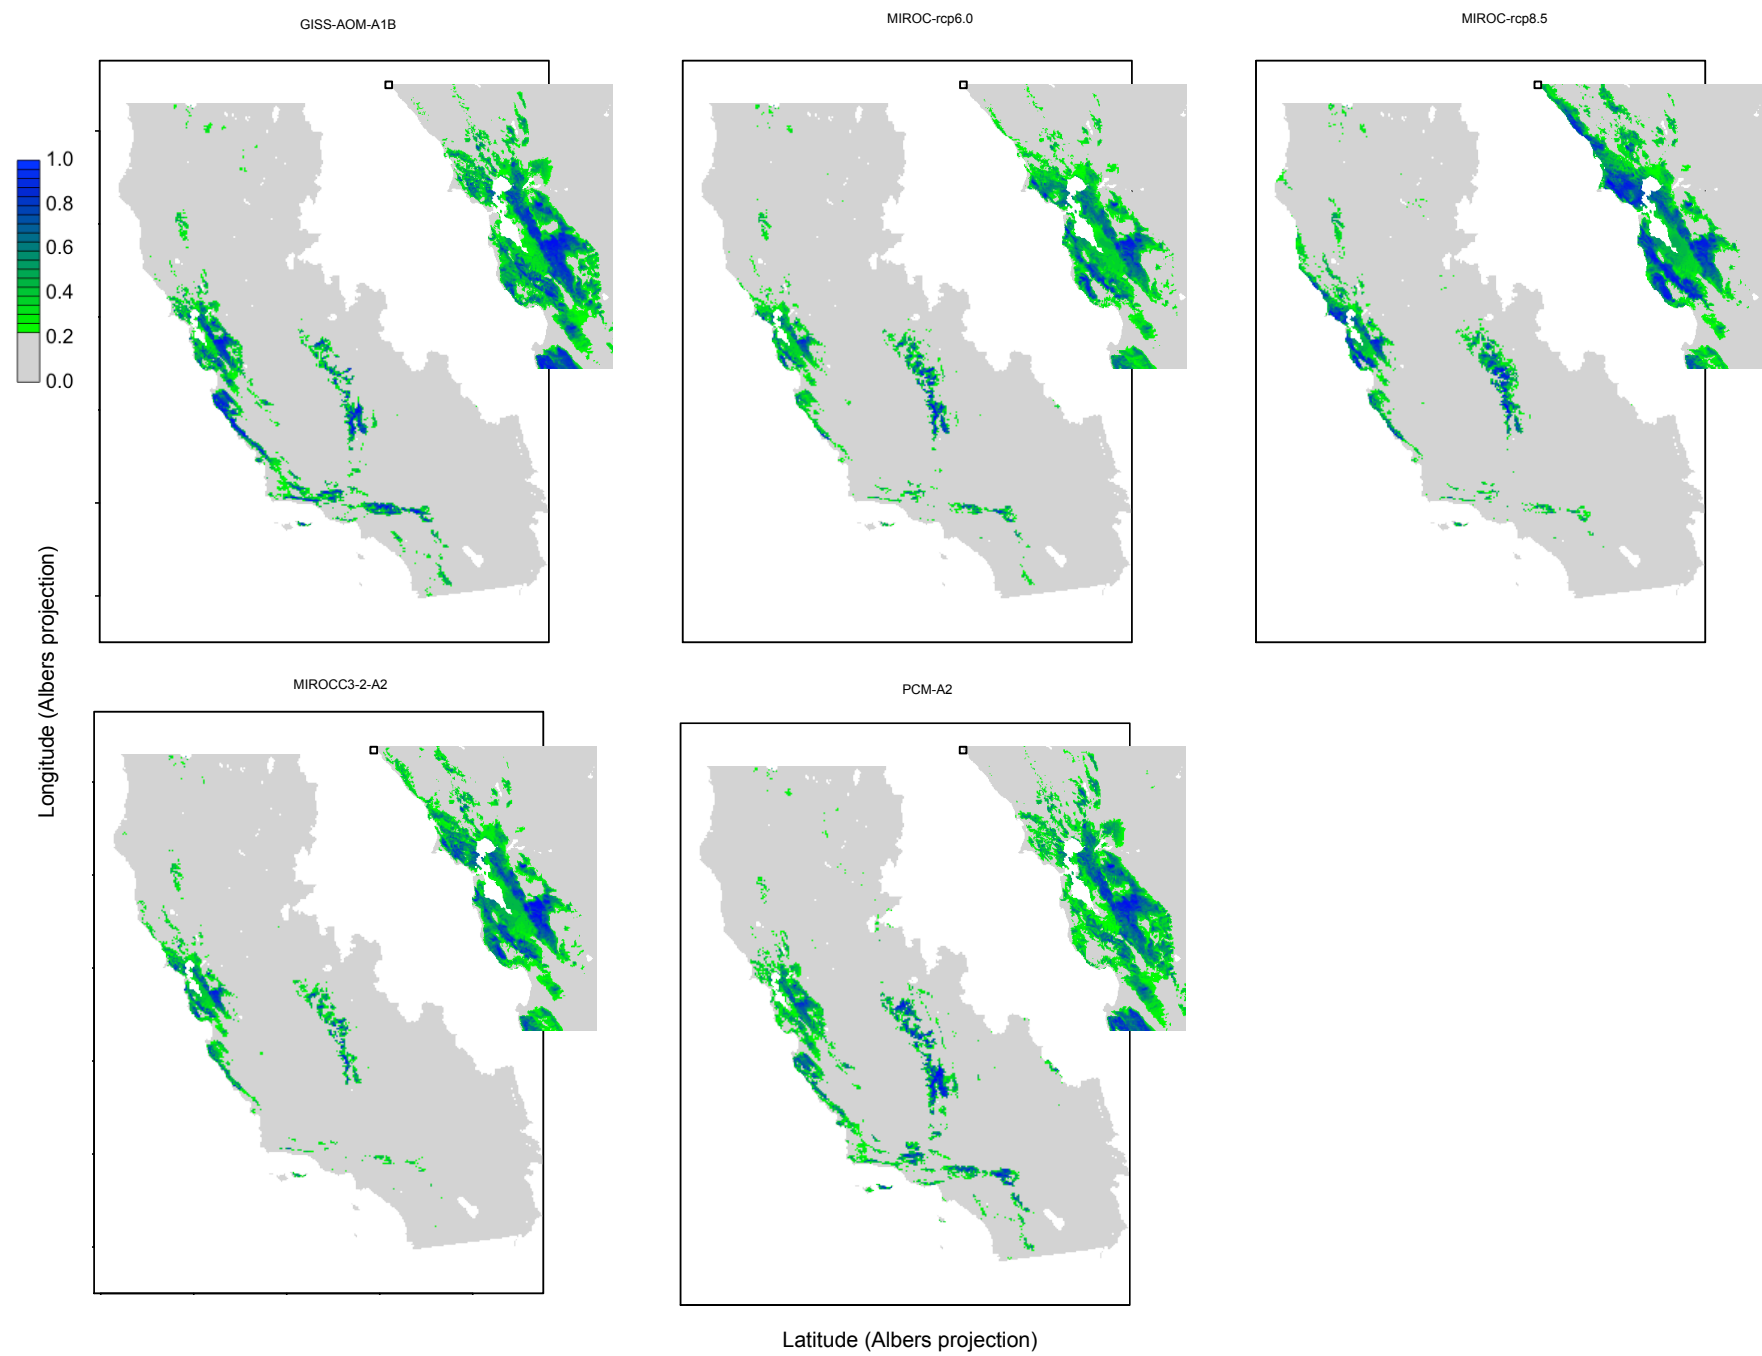 GISS-AOM-A1B
MIROC-rcp6.0
MIROC-rcp8.5
1.0
0.8
0.6
0.4
0.2
0.0
Longitude (Albers projection)
MIROCC3-2-A2
PCM-A2
Latitude (Albers projection)